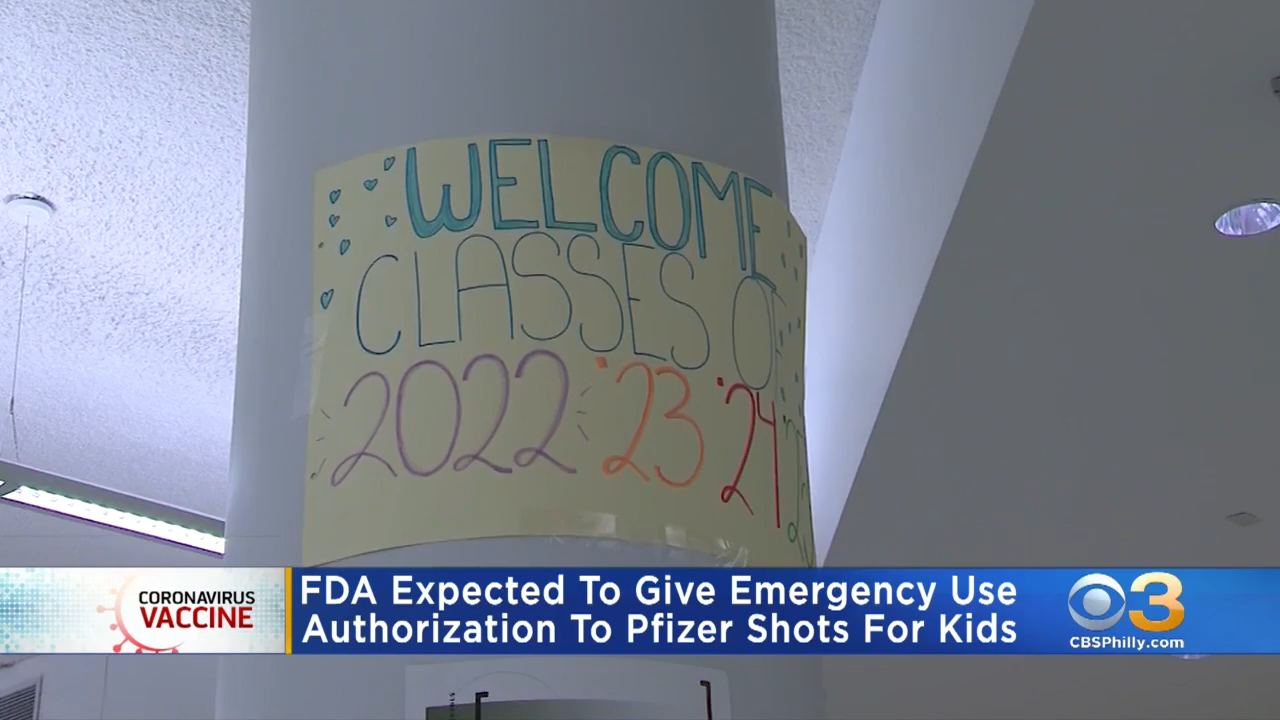 WELCOME
CLASSES OF
2022 '23 '24
CORONAVIRUS
VACCINE
FDA Expected To Give Emergency Use
Authorization To Pfizer Shots For Kids
3
CBSPhilly.com